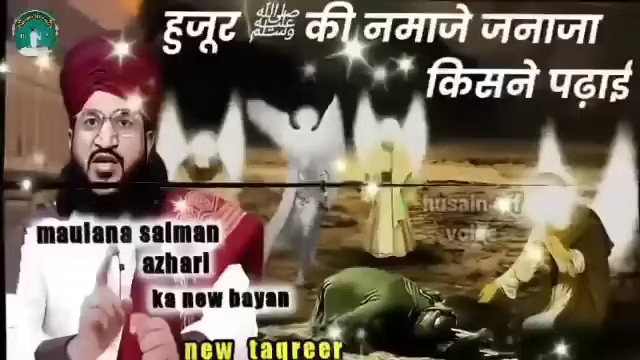 हुजूर ﷺ की नमाजे जनाजा
किसने पढ़ाई
maulana salman
azhari
ka new bayan
new taqreer